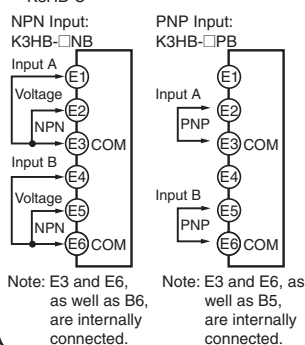 NPN Input:
K3HB-□NB
Input A
Voltage
NPN
Input B
Voltage
NPN
E1
E2
E3 COM
E4
E5
E6 COM
Note: E3 and E6,
as well as B6,
are internally
connected.
PNP Input:
K3HB-□PB
Input A
PNP
Input B
PNP
E1
E2
E3 COM
E4
E5
E6 COM
Note: E3 and E6, as
well as B5,
are internally
connected.